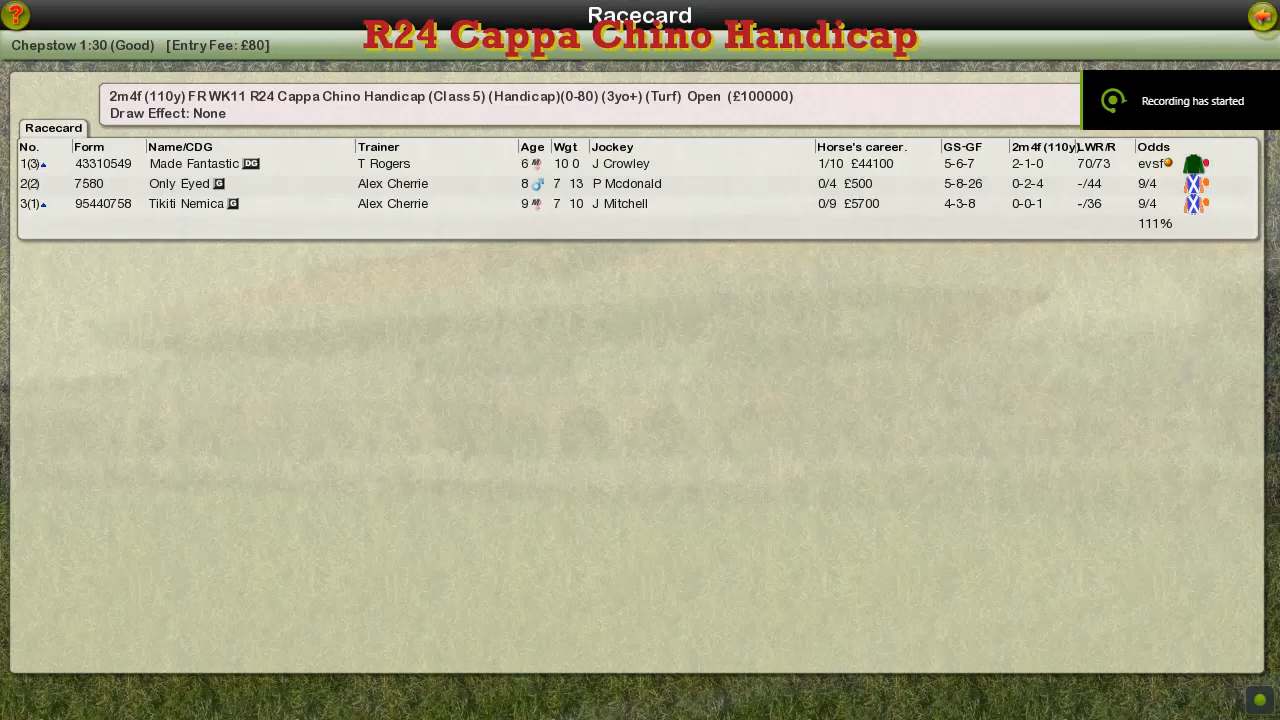 Racecard
R24 Cappa Chino Handicap
Chepstow 1:30 (Good) [Entry Fee: £80]
2m4f (110y) FR WK11 R24 Cappa Chino Handicap (Class 5) (Handicap)(0-80) (3yo+) (Turf) Open (£100000)
Draw Effect: None
Recording has started
Racecard
No. Form Name/CDG Trainer Age Wgt Jockey Horse's career. GS-GF 2m4f (110y) LWR/R Odds
1(3) 43310549 Made Fantastic DG T Rogers 6 10 0 J Crowley 1/10 £44100 5-6-7 2-1-0 70/73 evsf
2(2) 7580 Only Eyed G Alex Cherrie 8 7 13 P Mcdonald 0/4 £500 5-8-26 0-2-4 -/44 9/4
3(1) 95440758 Tikiti Nemica G Alex Cherrie 9 7 10 J Mitchell 0/9 £5700 4-3-8 0-0-1 -/36 9/4
111%